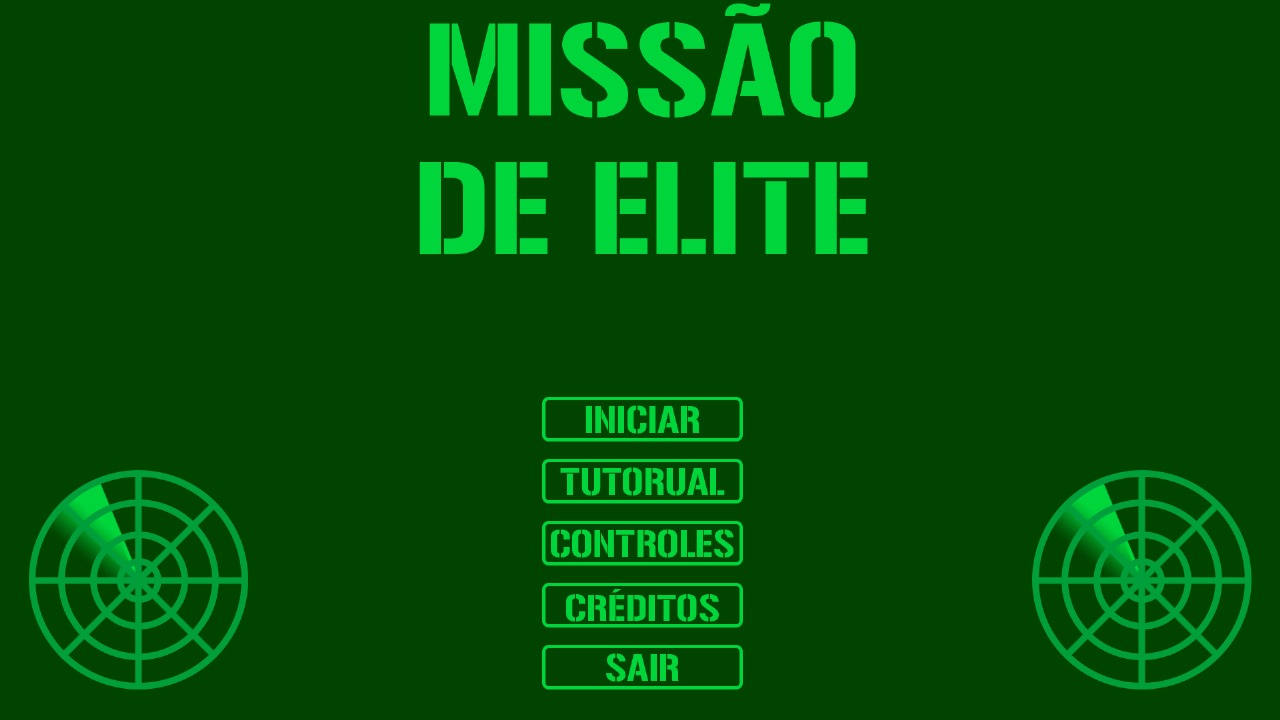 MISSÃO
DE ELITE
INICIAR
TUTORUAL
CONTROLES
CRÉDITOS
SAIR